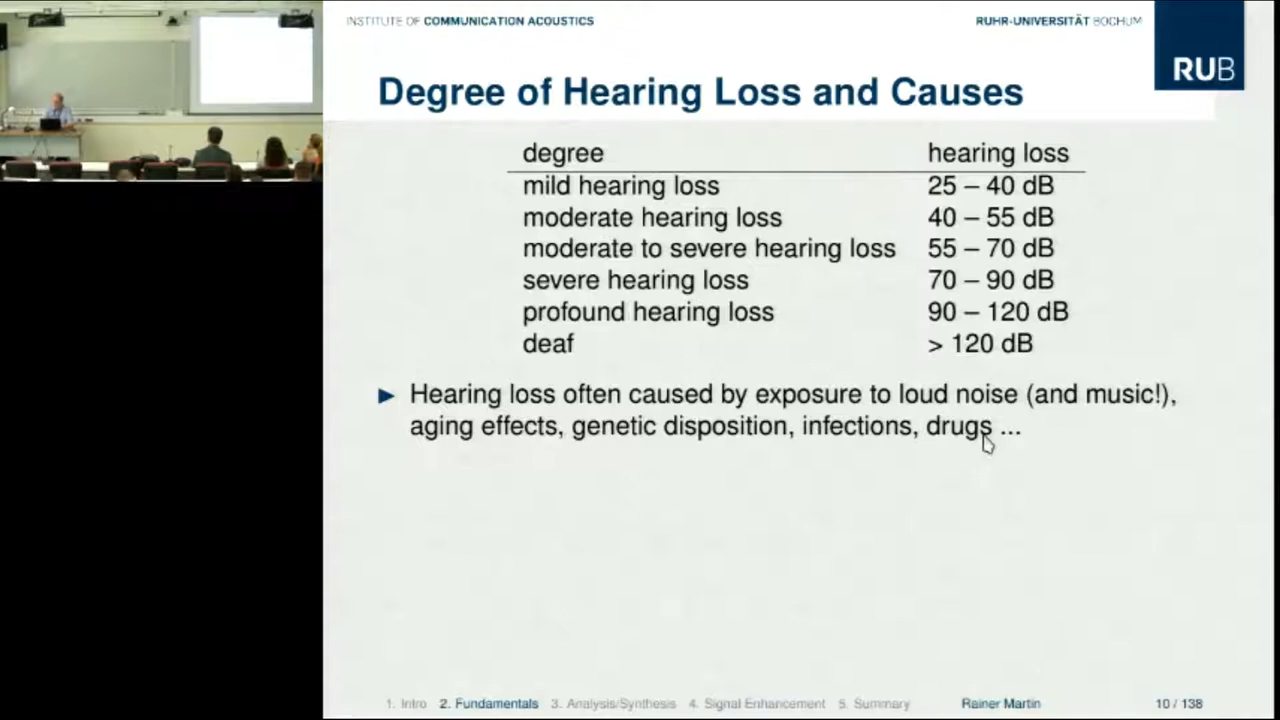 INSTITUTE OF COMMUNICATION ACOUSTICS
RUHR-UNIVERSITÄT BOCHUM
RUB
Degree of Hearing Loss and Causes
degree hearing loss
mild hearing loss 25 – 40 dB
moderate hearing loss 40 – 55 dB
moderate to severe hearing loss 55 – 70 dB
severe hearing loss 70 – 90 dB
profound hearing loss 90 – 120 dB
deaf > 120 dB
► Hearing loss often caused by exposure to loud noise (and music!),
aging effects, genetic disposition, infections, drugs ...
1. Intro 2. Fundamentals 3. Analysis/Synthesis 4. Signal Enhancement 5. Summary Rainer Martin 10 / 138